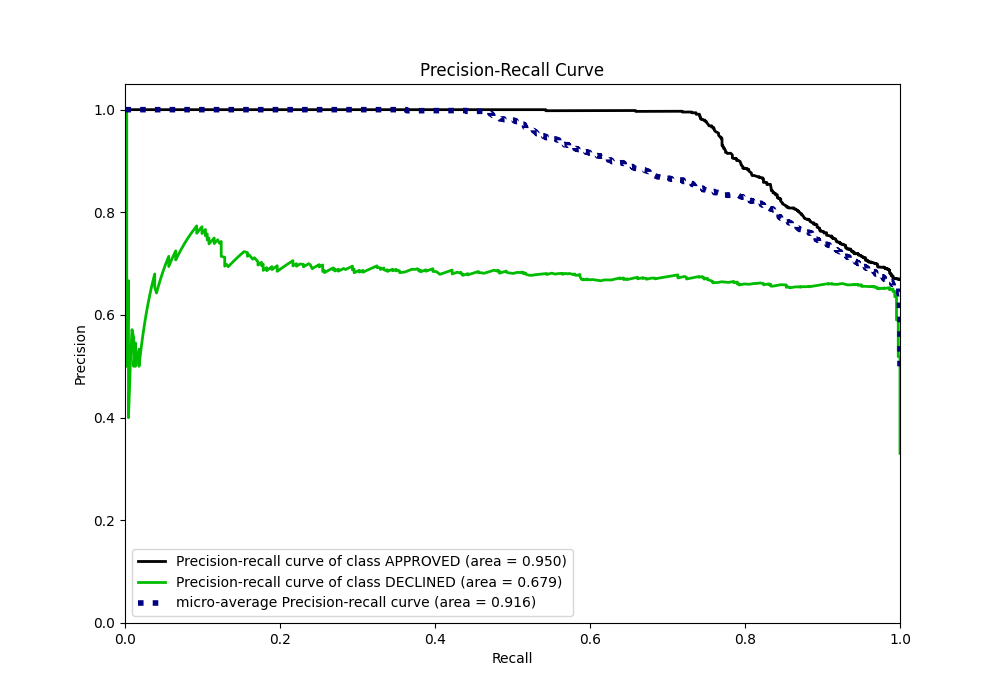 Precision-Recall Curve
1.0
0.8
0.6
0.4
0.2
0.0
Precision
Precision-recall curve of class APPROVED (area = 0.950)
Precision-recall curve of class DECLINED (area = 0.679)
micro-average Precision-recall curve (area = 0.916)
0.0 0.2 0.4 0.6 0.8 1.0
Recall